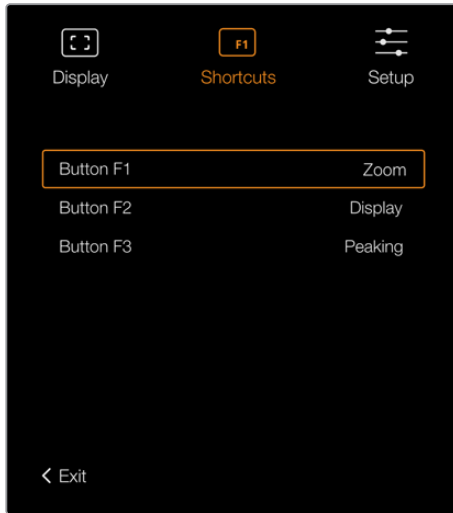 F1
Display Shortcuts Setup
Button F1 Zoom
Button F2 Display
Button F3 Peaking
Exit